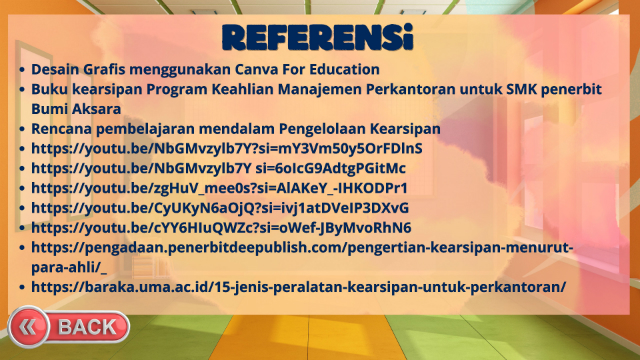 REFERENSi
• Desain Grafis menggunakan Canva For Education
• Buku kearsipan Program Keahlian Manajemen Perkantoran untuk SMK penerbit
Bumi Aksara
• Rencana pembelajaran mendalam Pengelolaan Kearsipan
• https://youtu.be/NbGMvzylb7Y?si=mY3Vm50y5OrFDlnS
• https://youtu.be/NbGMvzylb7Y si=6oIcG9AdtgPGitMc
• https://youtu.be/zgHuV_mee0s?si=AlAKeY_-IHKODPr1
• https://youtu.be/CyUKyN6aOjQ?si=ivj1atDVeIP3DXvG
• https://youtu.be/cYY6HIuQWZc?si=oWef-JByMvoRhN6
• https://pengadaan.penerbitdeepublish.com/pengertian-kearsipan-menurut-
para-ahli/_
• https://baraka.uma.ac.id/15-jenis-peralatan-kearsipan-untuk-perkantoran/
BACK